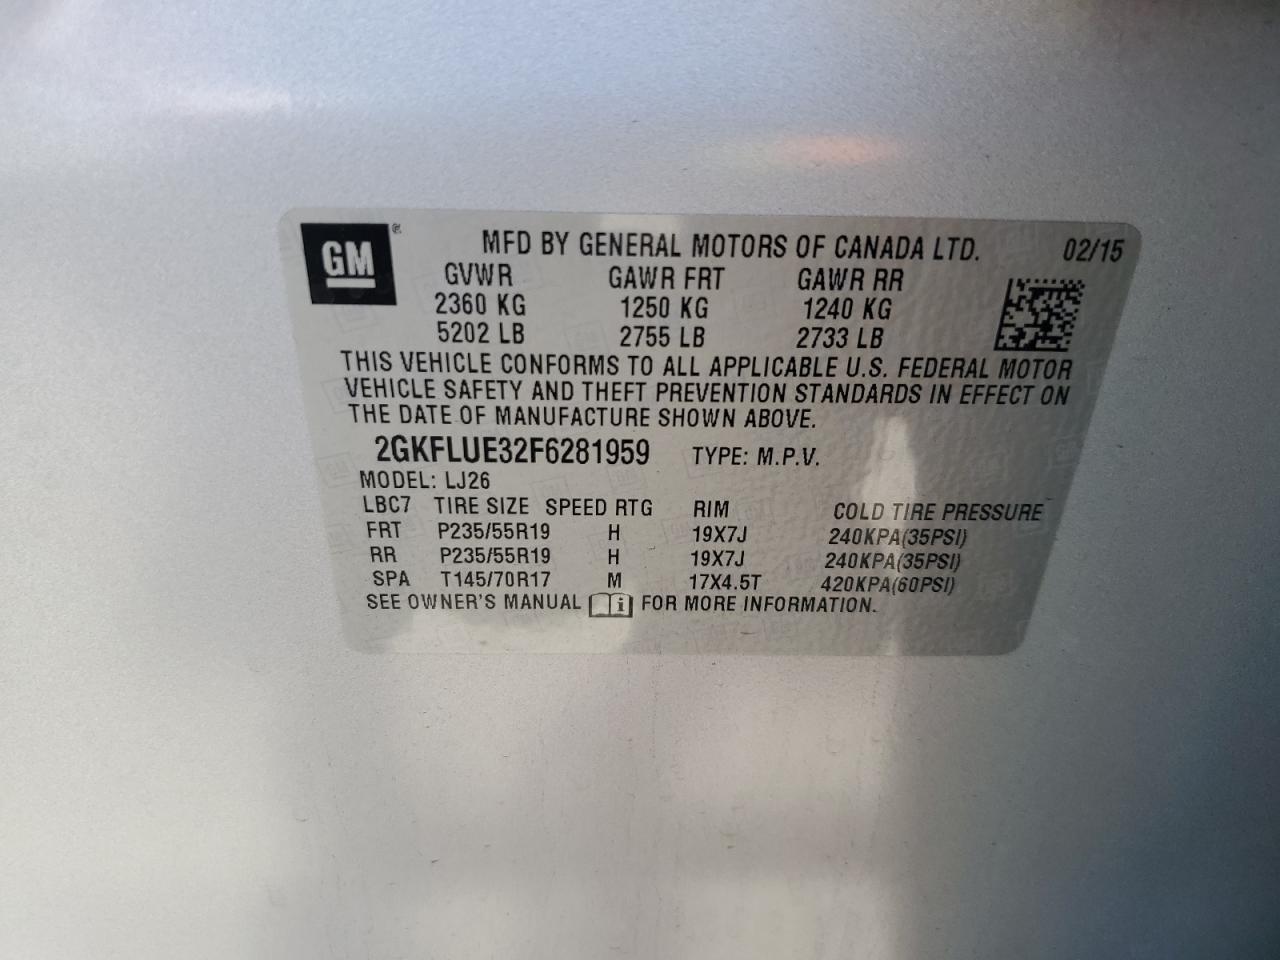 GM ® MFD BY GENERAL MOTORS OF CANADA LTD. 02/15
GVWR GAWR FRT GAWR RR
2360 KG 1250 KG 1240 KG
5202 LB 2755 LB 2733 LB
THIS VEHICLE CONFORMS TO ALL APPLICABLE U.S. FEDERAL MOTOR
VEHICLE SAFETY AND THEFT PREVENTION STANDARDS IN EFFECT ON
THE DATE OF MANUFACTURE SHOWN ABOVE.
2GKFLUE32F6281959 TYPE: M.P.V.
MODEL: LJ26
LBC7 TIRE SIZE SPEED RTG RIM COLD TIRE PRESSURE
FRT P235/55R19 H 19X7J 240KPA(35PSI)
RR P235/55R19 H 19X7J 240KPA(35PSI)
SPA T145/70R17 M 17X4.5T 420KPA(60PSI)
SEE OWNER'S MANUAL i FOR MORE INFORMATION.